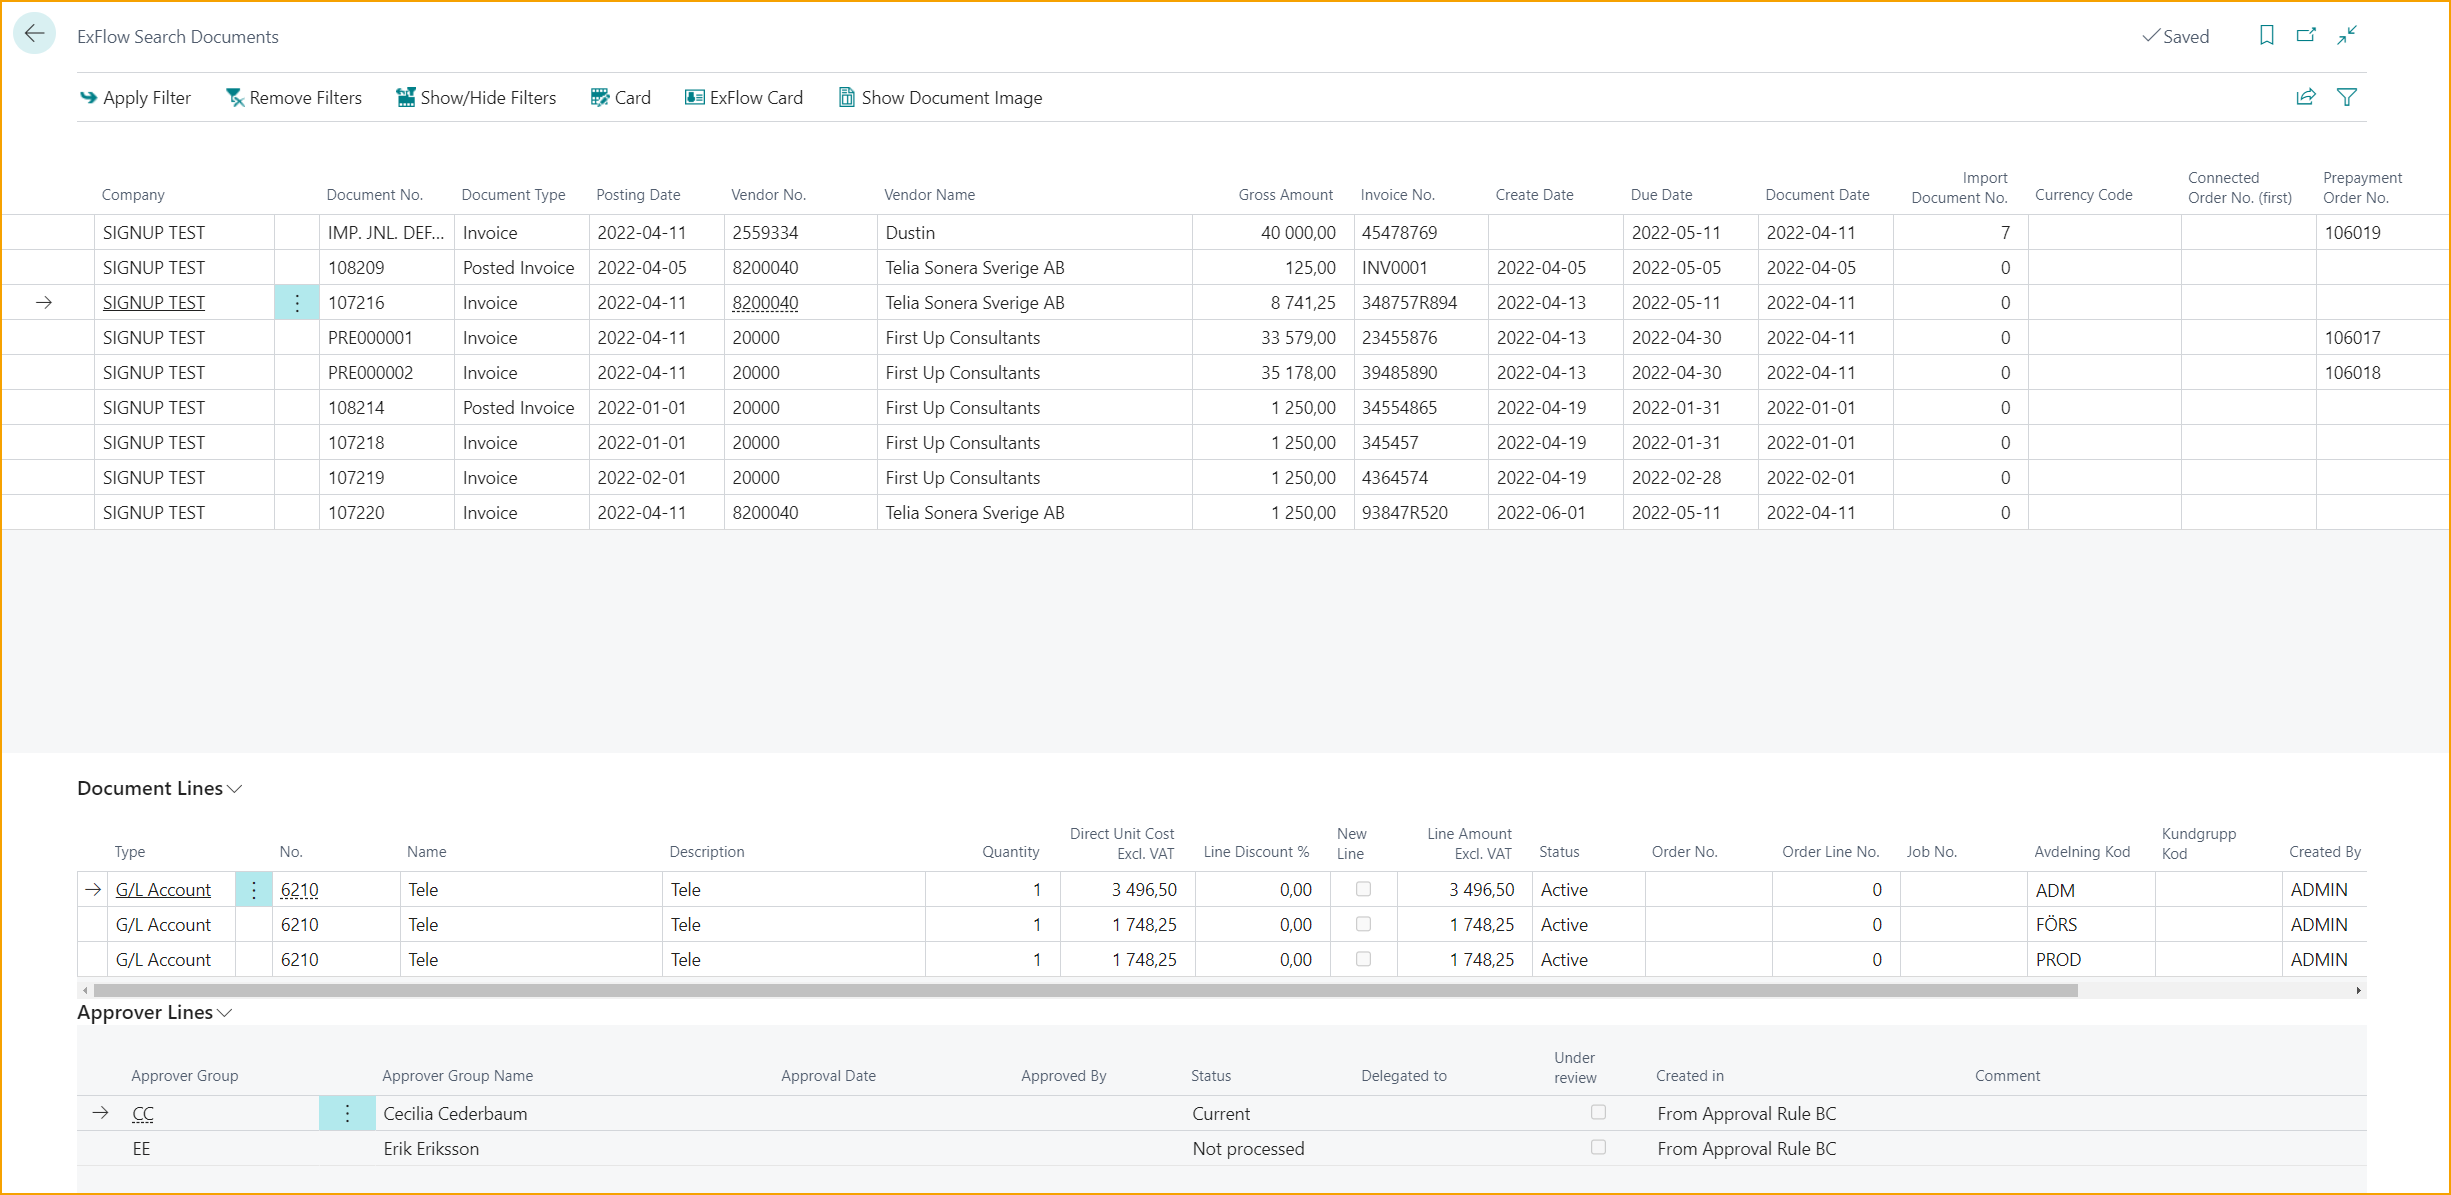 ExFlow Search Documents
Saved
Apply Filter Remove Filters Show/Hide Filters Card ExFlow Card Show Document Image
Company Document No. Document Type Posting Date Vendor No. Vendor Name Gross Amount Invoice No. Create Date Due Date Document Date Import Document No. Currency Code Connected Order No. (first) Prepayment Order No.
SIGNUP TEST IMP. JNL. DEF... Invoice 2022-04-11 2559334 Dustin 40 000,00 45478769 2022-05-11 2022-04-11 7 106019
SIGNUP TEST 108209 Posted Invoice 2022-04-05 8200040 Telia Sonera Sverige AB 125,00 INV0001 2022-04-05 2022-05-05 2022-04-05 0
SIGNUP TEST 107216 Invoice 2022-04-11 8200040 Telia Sonera Sverige AB 8 741,25 348757R894 2022-04-13 2022-05-11 2022-04-11 0
SIGNUP TEST PRE000001 Invoice 2022-04-11 20000 First Up Consultants 33 579,00 23455876 2022-04-13 2022-04-30 2022-04-11 0 106017
SIGNUP TEST PRE000002 Invoice 2022-04-11 20000 First Up Consultants 35 178,00 39485890 2022-04-13 2022-04-30 2022-04-11 0 106018
SIGNUP TEST 108214 Posted Invoice 2022-01-01 20000 First Up Consultants 1 250,00 34554865 2022-04-19 2022-01-31 2022-01-01 0
SIGNUP TEST 107218 Invoice 2022-01-01 20000 First Up Consultants 1 250,00 345457 2022-04-19 2022-01-31 2022-01-01 0
SIGNUP TEST 107219 Invoice 2022-02-01 20000 First Up Consultants 1 250,00 4364574 2022-04-19 2022-02-28 2022-02-01 0
SIGNUP TEST 107220 Invoice 2022-04-11 8200040 Telia Sonera Sverige AB 1 250,00 93847R520 2022-06-01 2022-05-11 2022-04-11 0
Document Lines
Type No. Name Description Quantity Direct Unit Cost Excl. VAT Line Discount % New Line Line Amount Excl. VAT Status Order No. Order Line No. Job No. Avdelning Kod Kundgrupp Kod Created By
G/L Account 6210 Tele Tele 1 3 496,50 0,00 3 496,50 Active 0 ADM ADMIN
G/L Account 6210 Tele Tele 1 1 748,25 0,00 1 748,25 Active 0 FÖRS ADMIN
G/L Account 6210 Tele Tele 1 1 748,25 0,00 1 748,25 Active 0 PROD ADMIN
Approver Lines
Approver Group Approver Group Name Approval Date Approved By Status Delegated to Under review Created in Comment
CC Cecilia Cederbaum Current From Approval Rule BC
EE Erik Eriksson Not processed From Approval Rule BC